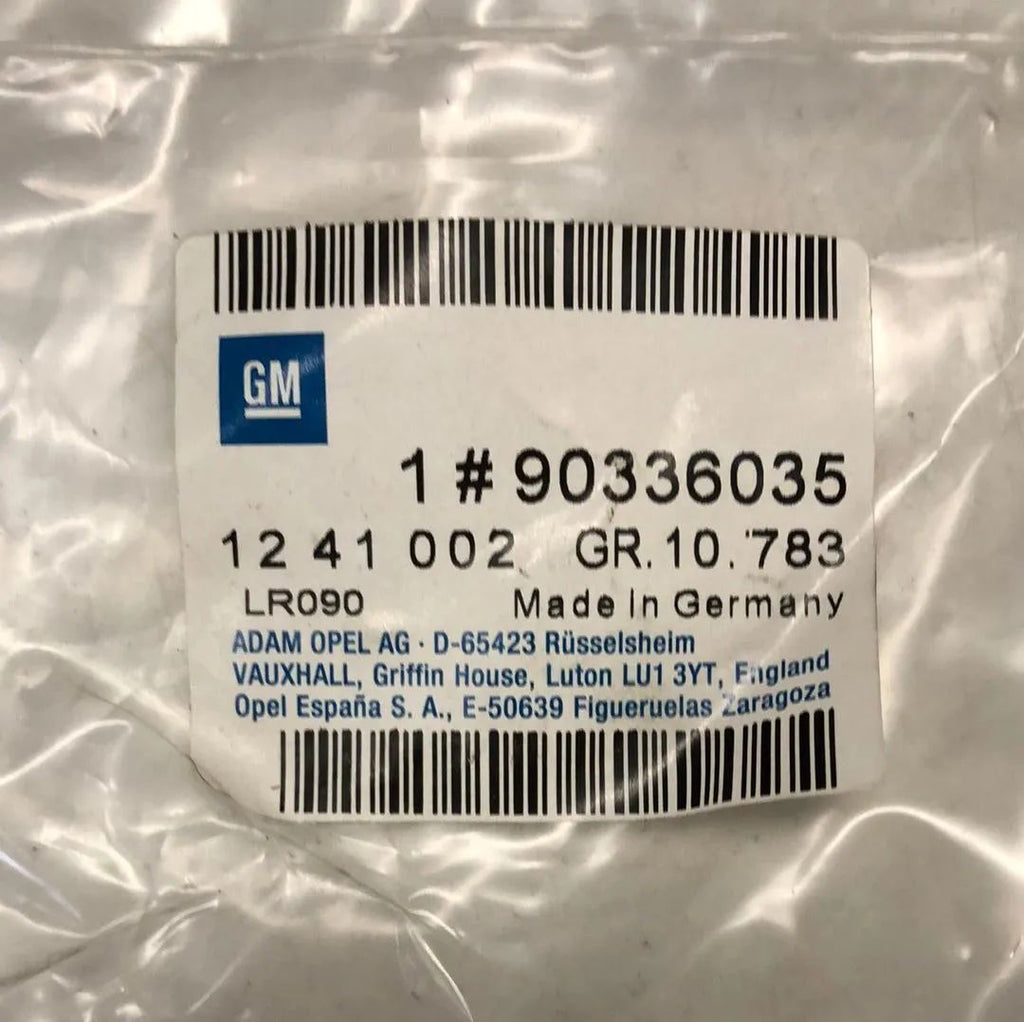 GM
1 # 90336035
12 41 002 GR. 10. 783
LR090 Made in Germany
ADAM OPEL AG · D-65423 Rüsselsheim
VAUXHALL, Griffin House, Luton LU1 3YT, England
Opel España S. A., E-50639 Figueruelas Zaragoza